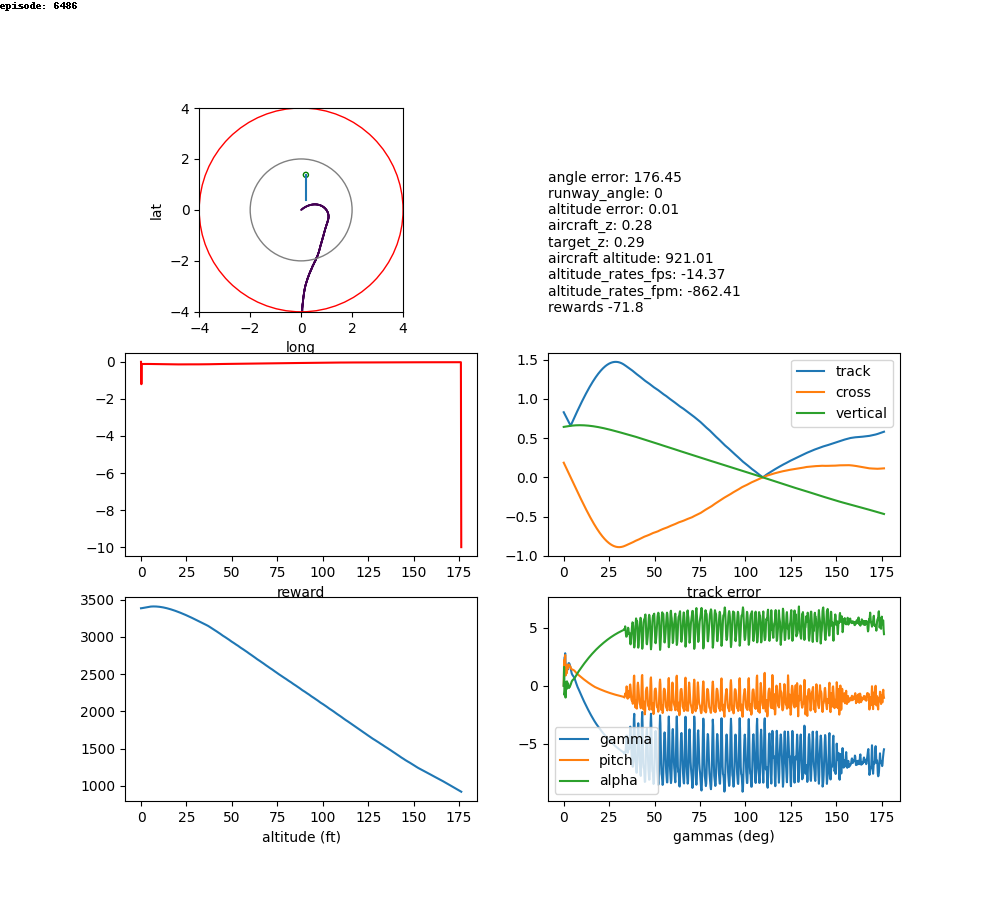 episode: 6486
4
2
0
−2
−4
lat
−4
−2
0
2
4
long
angle error: 176.45
runway_angle: 0
altitude error: 0.01
aircraft_z: 0.28
target_z: 0.29
aircraft altitude: 921.01
altitude_rates_fps: -14.37
altitude_rates_fpm: -862.41
rewards -71.8
0
−2
−4
−6
−8
−10
0
25
50
75
100
125
150
175
reward
1.5
1.0
0.5
0.0
−0.5
−1.0
track
cross
vertical
0
25
50
75
100
125
150
175
track error
3500
3000
2500
2000
1500
1000
0
25
50
75
100
125
150
175
altitude (ft)
5
0
−5
gamma
pitch
alpha
0
25
50
75
100
125
150
175
gammas (deg)